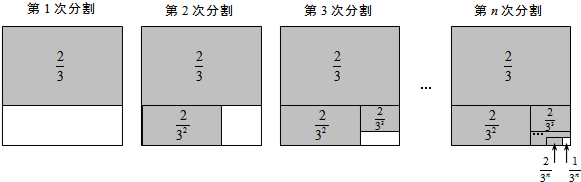 第 1 次分割
第 2 次分割
第 3 次分割
第 n 次分割
2/3
2/3
2/3
2/3
...
2/3²
2/3²
2/3³
2/3²
2/3³
...
2/3ⁿ
1/3ⁿ